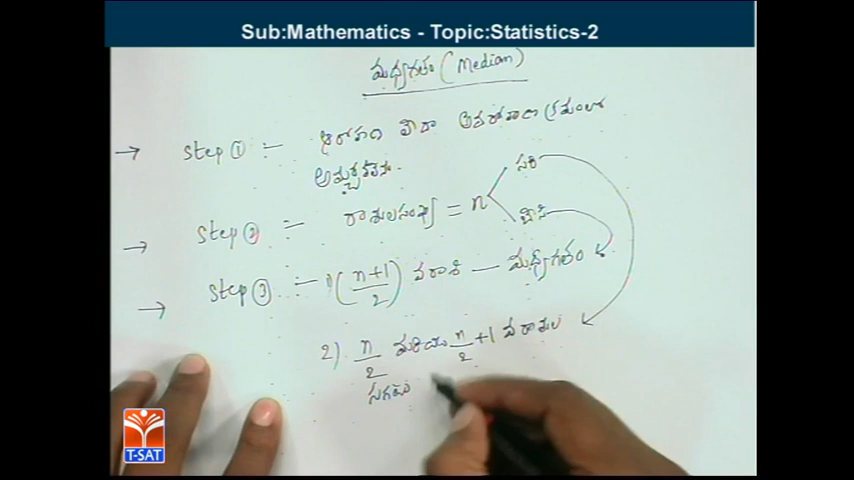 Sub:Mathematics - Topic:Statistics-2
మధ్యగతం (Median)
→ Step ① :- ఆరోహణ లేదా అవరోహణ క్రమంలో
అమర్చవలెను.
→ Step ② :- రాశుల సంఖ్య = n సరి
బేసి
→ Step ③ :- 1) (n+1/2) వ రాశి - మధ్యగతం
2) n/2 మరియు n/2 +1 వ రాశుల
సగటు
T-SAT